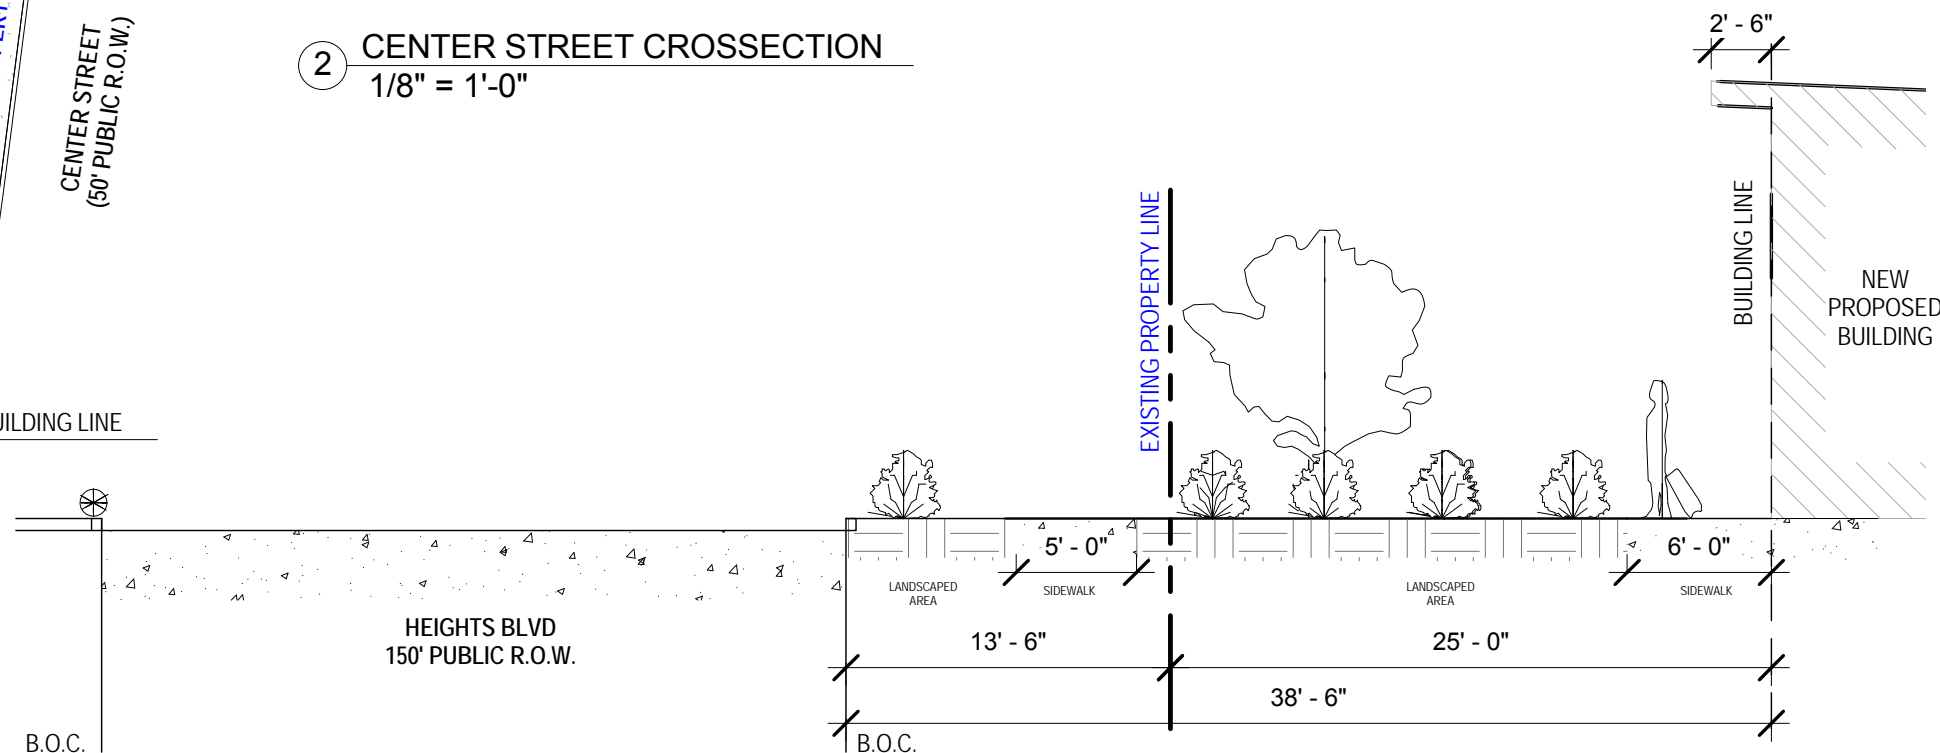 CENTER STREET
(50' PUBLIC R.O.W.)
2
CENTER STREET CROSSECTION
1/8" = 1'-0"
2' - 6"
EXISTING PROPERTY LINE
BUILDING LINE
NEW
PROPOSED
BUILDING
UILDING LINE
5' - 0"
6' - 0"
LANDSCAPED
AREA
SIDEWALK
LANDSCAPED
AREA
SIDEWALK
HEIGHTS BLVD
150' PUBLIC R.O.W.
13' - 6"
25' - 0"
38' - 6"
B.O.C.
B.O.C.